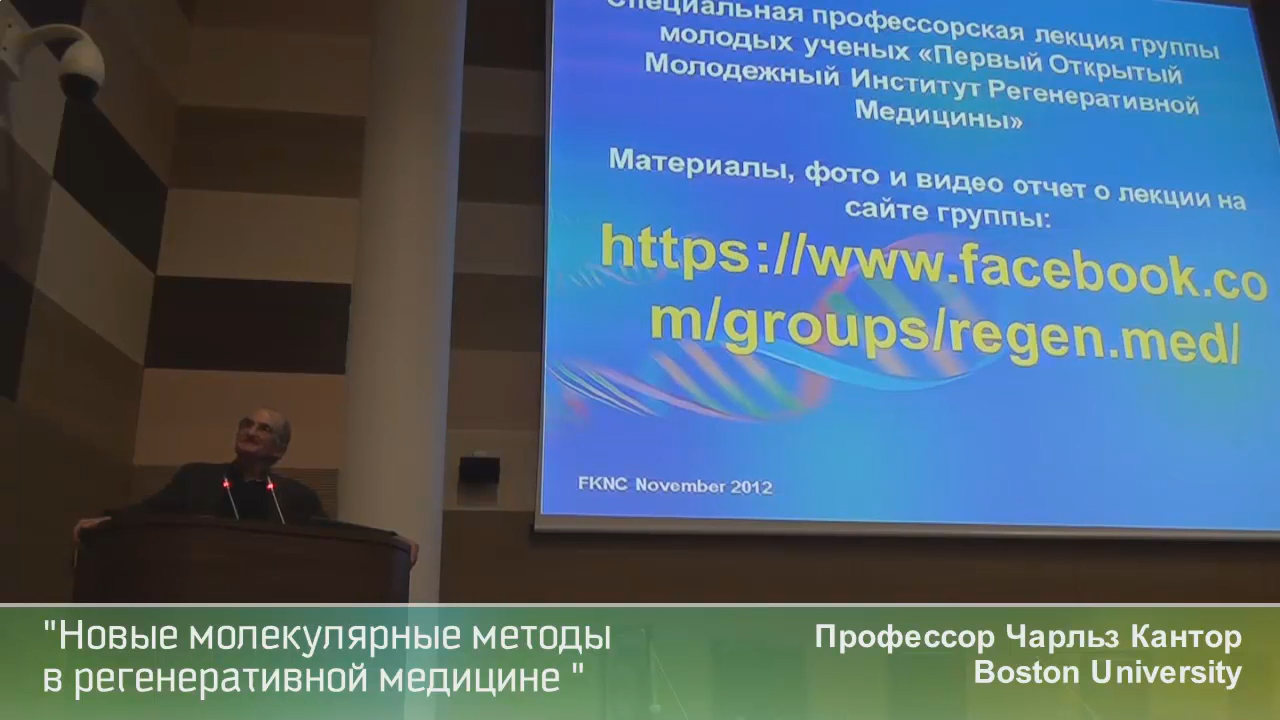 Специальная профессорская лекция группы
молодых ученых «Первый Открытый
Молодежный Институт Регенеративной
Медицины»
Материалы, фото и видео отчет о лекции на
сайте группы:
https://www.facebook.co
m/groups/regen.med/
FKNC November 2012
"Новые молекулярные методы
в регенеративной медицине "
Профессор Чарльз Кантор
Boston University